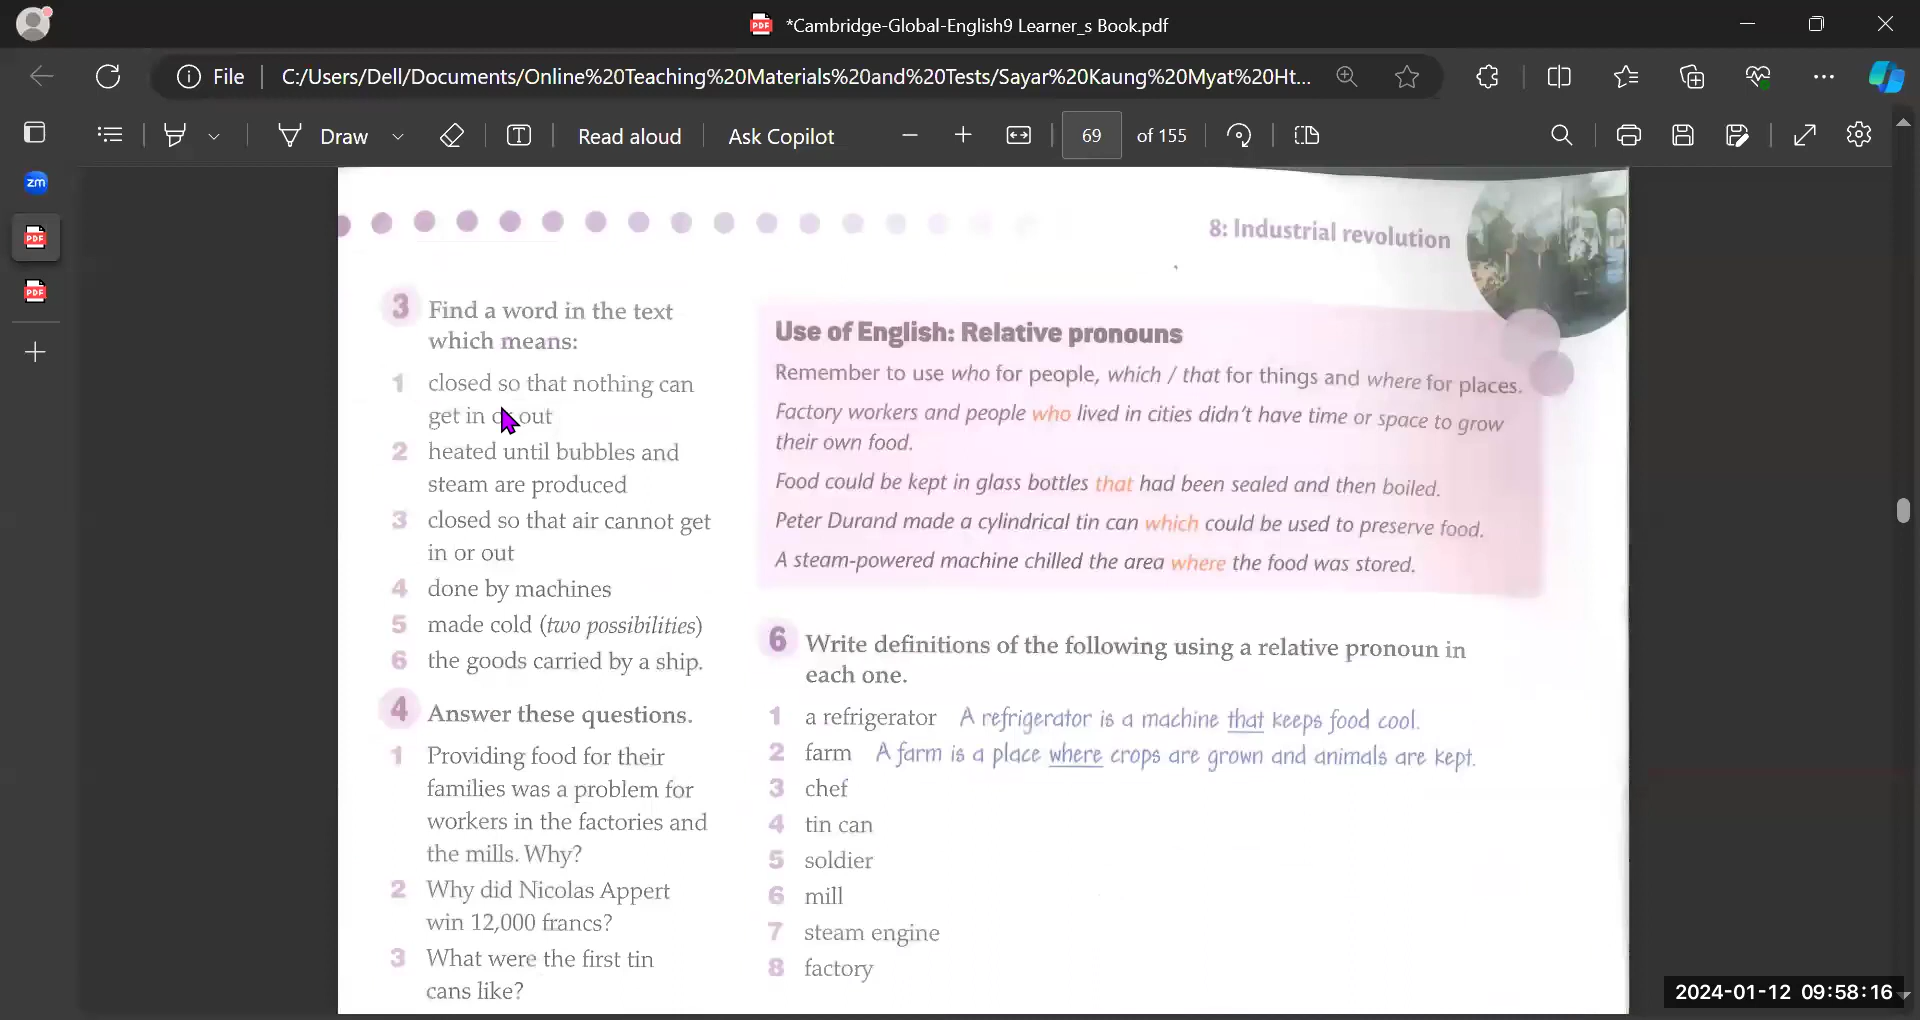 *Cambridge-Global-English9 Learner_s Book.pdf
File
C:/Users/Dell/Documents/Online%20Teaching%20Materials%20and%20Tests/Sayar%20Kaung%20Myat%20Ht...
Draw
Read aloud
Ask Copilot
69 of 155
zm
PDF
PDF
PDF
8: Industrial revolution
3 Find a word in the text
which means:
1 closed so that nothing can
get in or out
2 heated until bubbles and
steam are produced
3 closed so that air cannot get
in or out
4 done by machines
5 made cold (two possibilities)
6 the goods carried by a ship.
4 Answer these questions.
1 Providing food for their
families was a problem for
workers in the factories and
the mills. Why?
2 Why did Nicolas Appert
win 12,000 francs?
3 What were the first tin
cans like?
Use of English: Relative pronouns
Remember to use who for people, which / that for things and where for places.
Factory workers and people who lived in cities didn't have time or space to grow
their own food.
Food could be kept in glass bottles that had been sealed and then boiled.
Peter Durand made a cylindrical tin can which could be used to preserve food.
A steam-powered machine chilled the area where the food was stored.
6 Write definitions of the following using a relative pronoun in
each one.
1 a refrigerator A refrigerator is a machine that keeps food cool.
2 farm A farm is a place where crops are grown and animals are kept.
3 chef
4 tin can
5 soldier
6 mill
7 steam engine
8 factory
2024-01-12 09:58:16